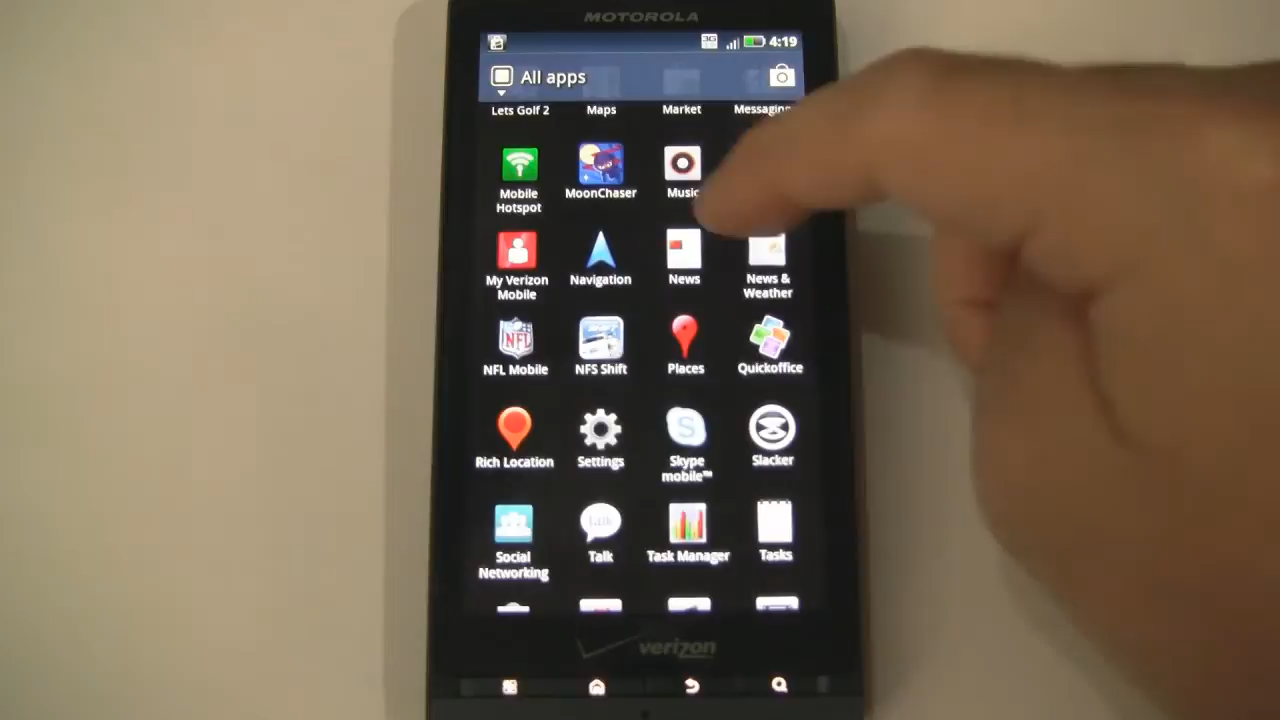 MOTOROLA
3G 4:19
All apps
Lets Golf 2 Maps Market Messaging
Mobile Hotspot MoonChaser Music
My Verizon Mobile Navigation News News & Weather
NFL
NFL Mobile NFS Shift Places Quickoffice
S
Rich Location Settings Skype mobile™ Slacker
talk
Social Networking Talk Task Manager Tasks
verizon